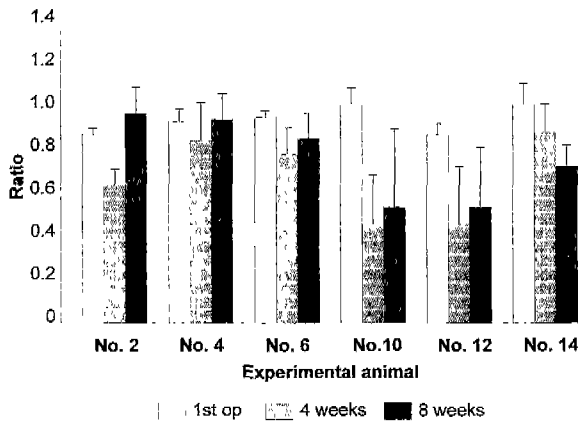 1.4
1.2
1.0
0.8
0.6
0.4
0.2
0
Ratio
No. 2 No. 4 No. 6 No.10 No. 12 No. 14
Experimental animal
1st op 4 weeks 8 weeks